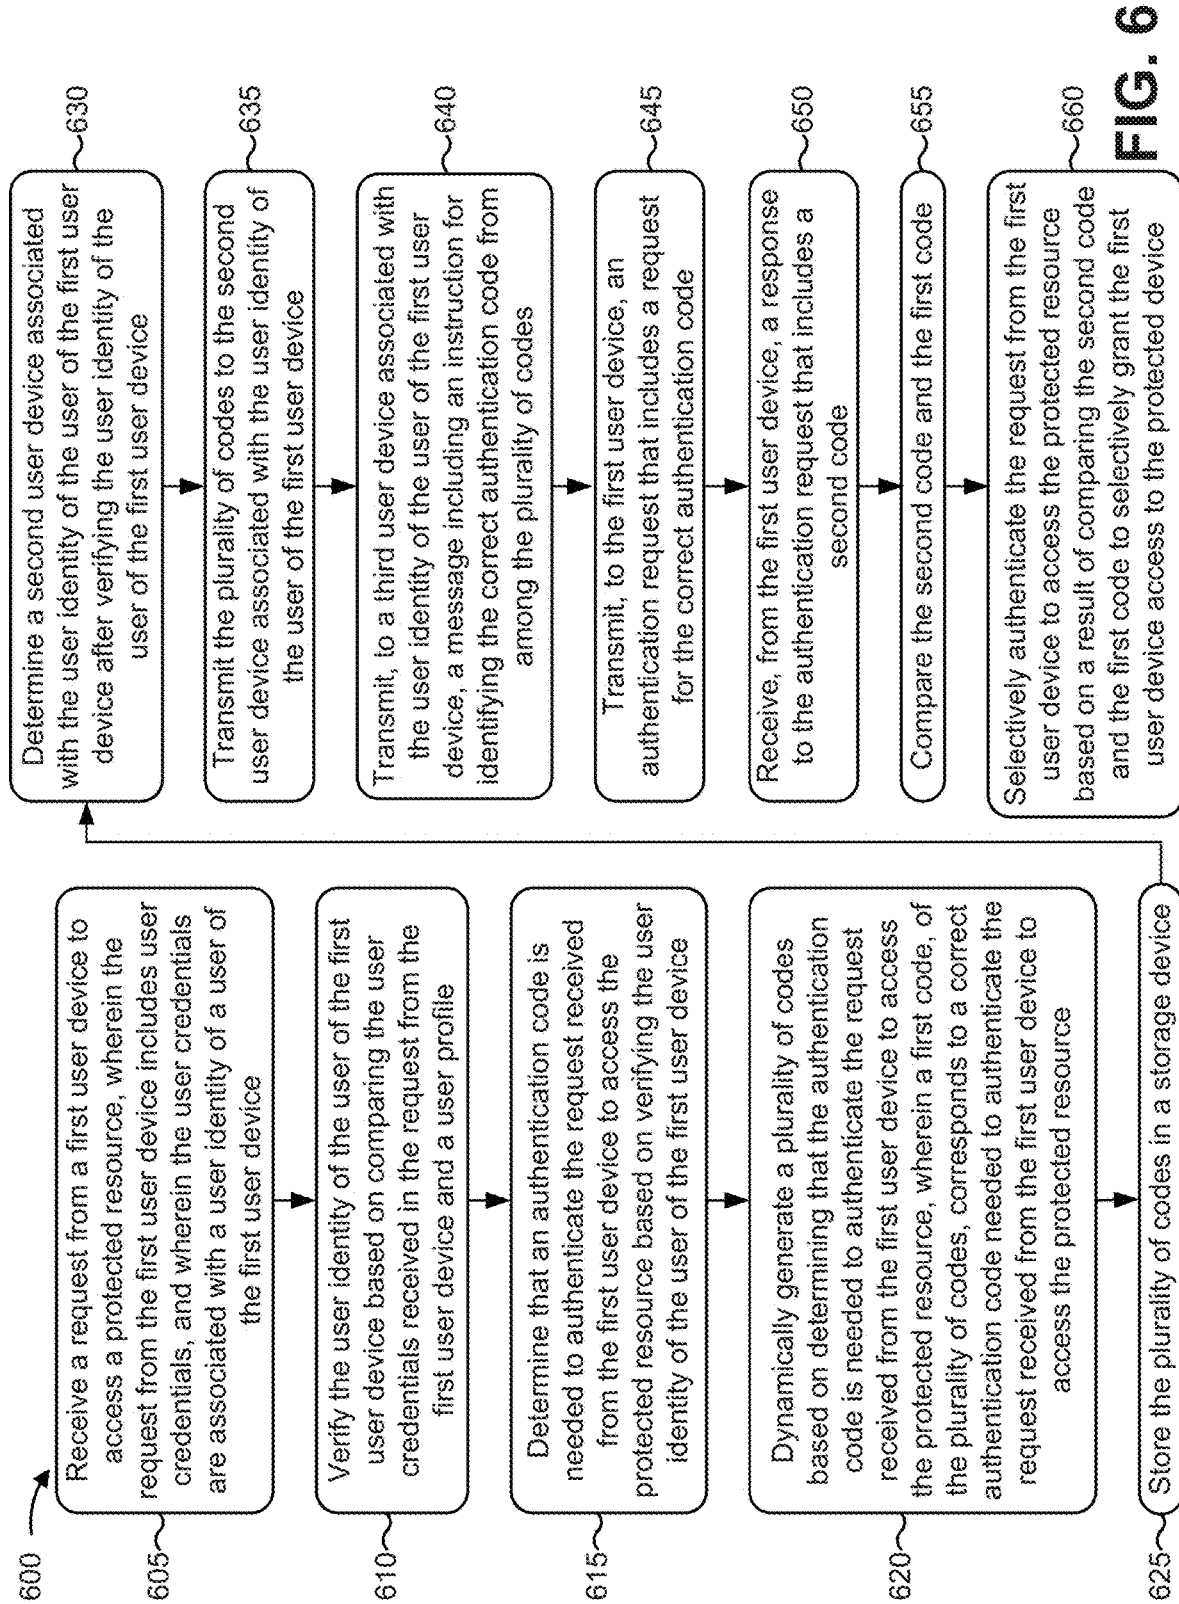 600
605
Receive a request from a first user device to
access a protected resource, wherein the
request from the first user device includes user
credentials, and wherein the user credentials
are associated with a user identity of a user of
the first user device
610
Verify the user identity of the user of the first
user device based on comparing the user
credentials received in the request from the
first user device and a user profile
615
Determine that an authentication code is
needed to authenticate the request received
from the first user device to access the
protected resource based on verifying the user
identity of the user of the first user device
620
Dynamically generate a plurality of codes
based on determining that the authentication
code is needed to authenticate the request
received from the first user device to access
the protected resource, wherein a first code, of
the plurality of codes, corresponds to a correct
authentication code needed to authenticate the
request received from the first user device to
access the protected resource
625
Store the plurality of codes in a storage device
630
Determine a second user device associated
with the user identity of the user of the first user
device after verifying the user identity of the
user of the first user device
635
Transmit the plurality of codes to the second
user device associated with the user identity of
the user of the first user device
640
Transmit, to a third user device associated with
the user identity of the user of the first user
device, a message including an instruction for
identifying the correct authentication code from
among the plurality of codes
645
Transmit, to the first user device, an
authentication request that includes a request
for the correct authentication code
650
Receive, from the first user device, a response
to the authentication request that includes a
second code
655
Compare the second code and the first code
660
Selectively authenticate the request from the first
user device to access the protected resource
based on a result of comparing the second code
and the first code to selectively grant the first
user device access to the protected device
FIG. 6